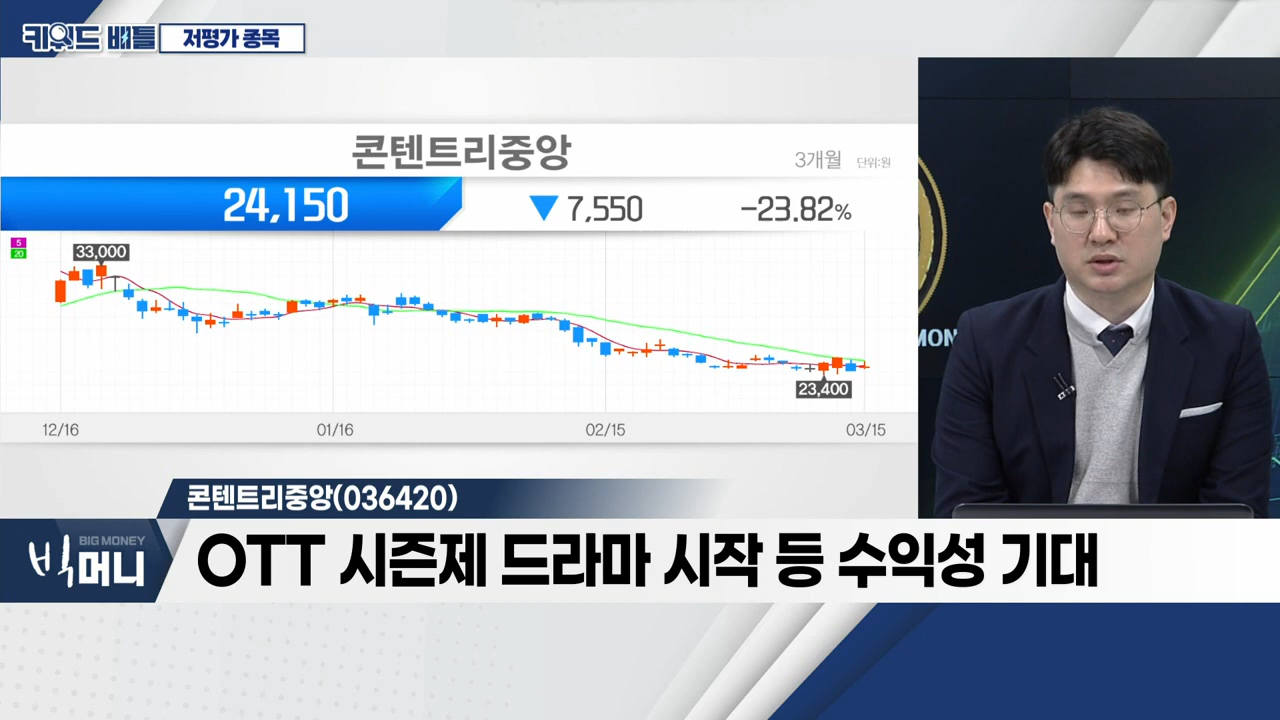 키워드 배틀 저평가 종목
콘텐트리중앙
3개월 단위:원
24,150 ▼ 7,550 -23.82%
5
20
33,000
23,400
12/16 01/16 02/15 03/15
MON
콘텐트리중앙(036420)
BIG MONEY
빅머니
OTT 시즌제 드라마 시작 등 수익성 기대